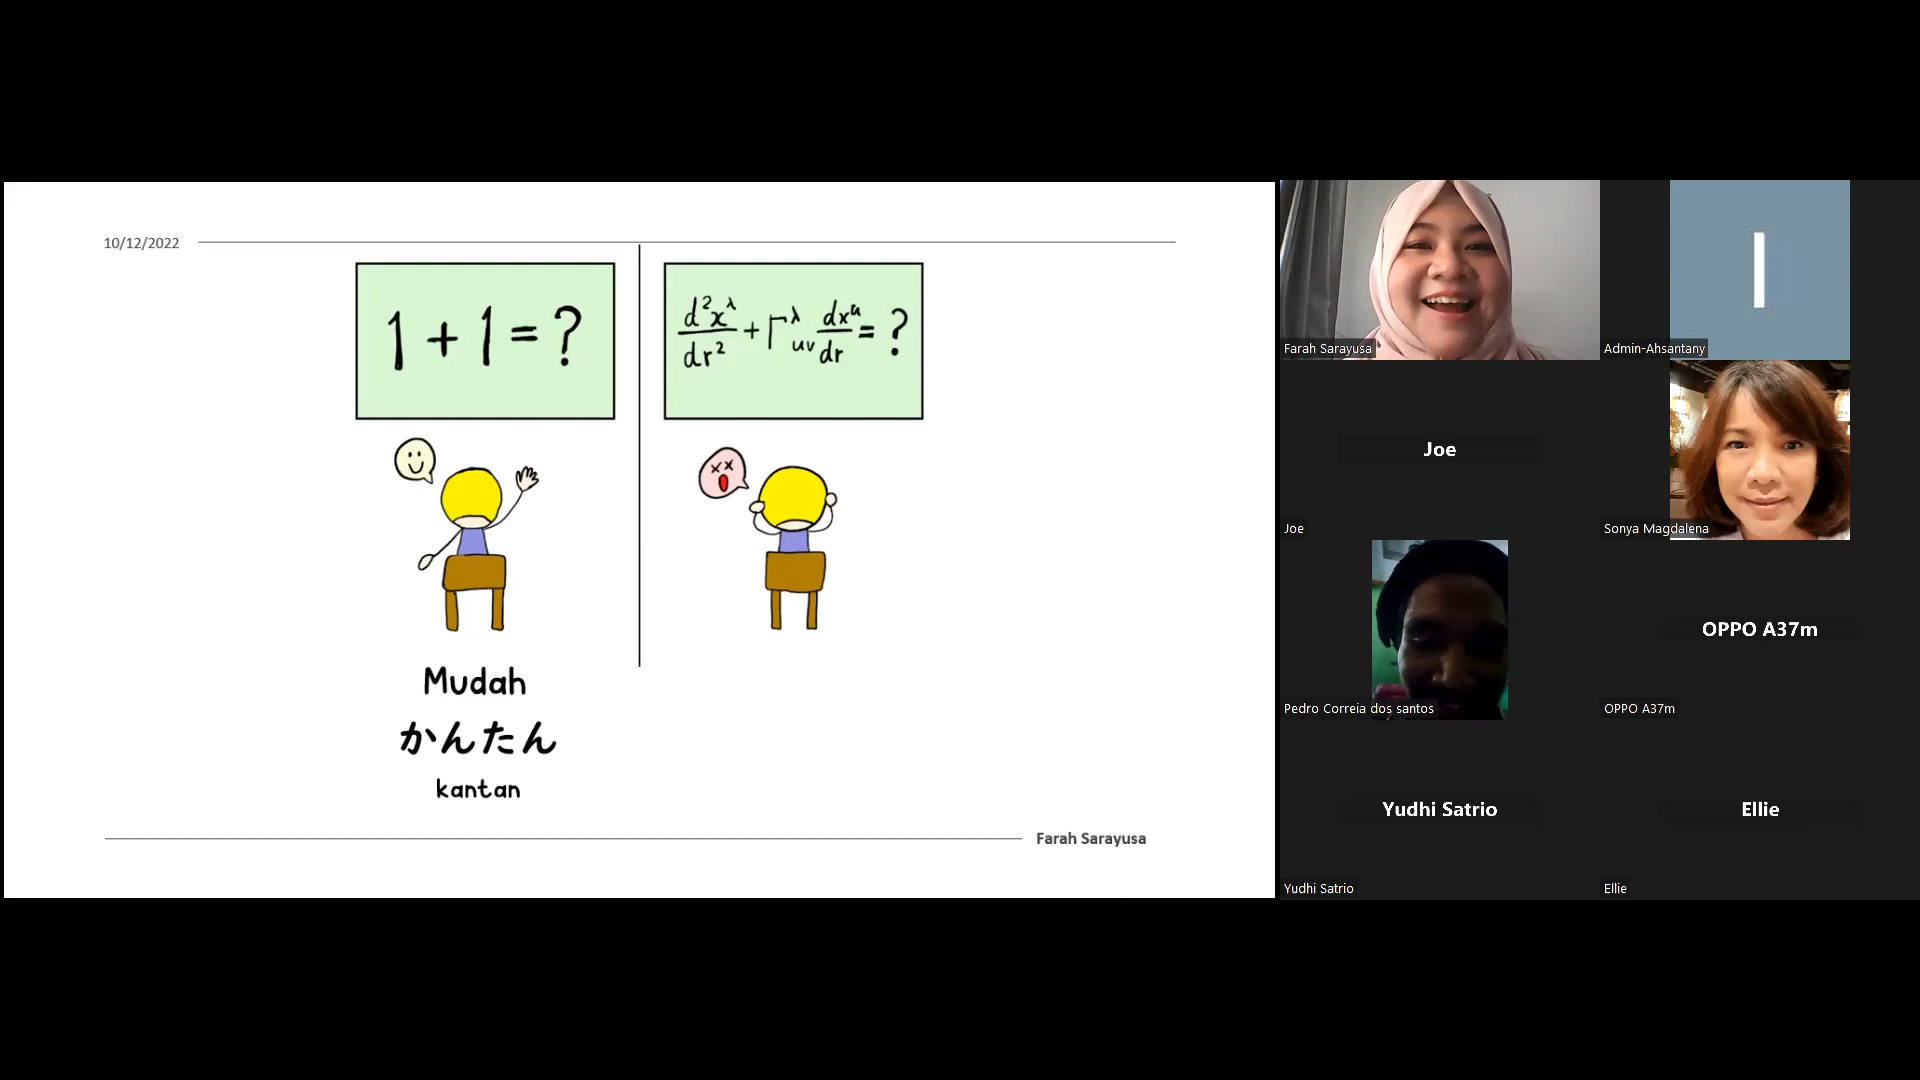 10/12/2022
1 + 1 = ?
d²x^λ/dr² + Γ^λ_uv dx^u/dr = ?
Mudah
かんたん
kantan
Farah Sarayusa
Farah Sarayusa
I
Admin-Ahsantany
Joe
Joe
Sonya Magdalena
Pedro Correia dos santos
OPPO A37m
OPPO A37m
Yudhi Satrio
Yudhi Satrio
Ellie
Ellie